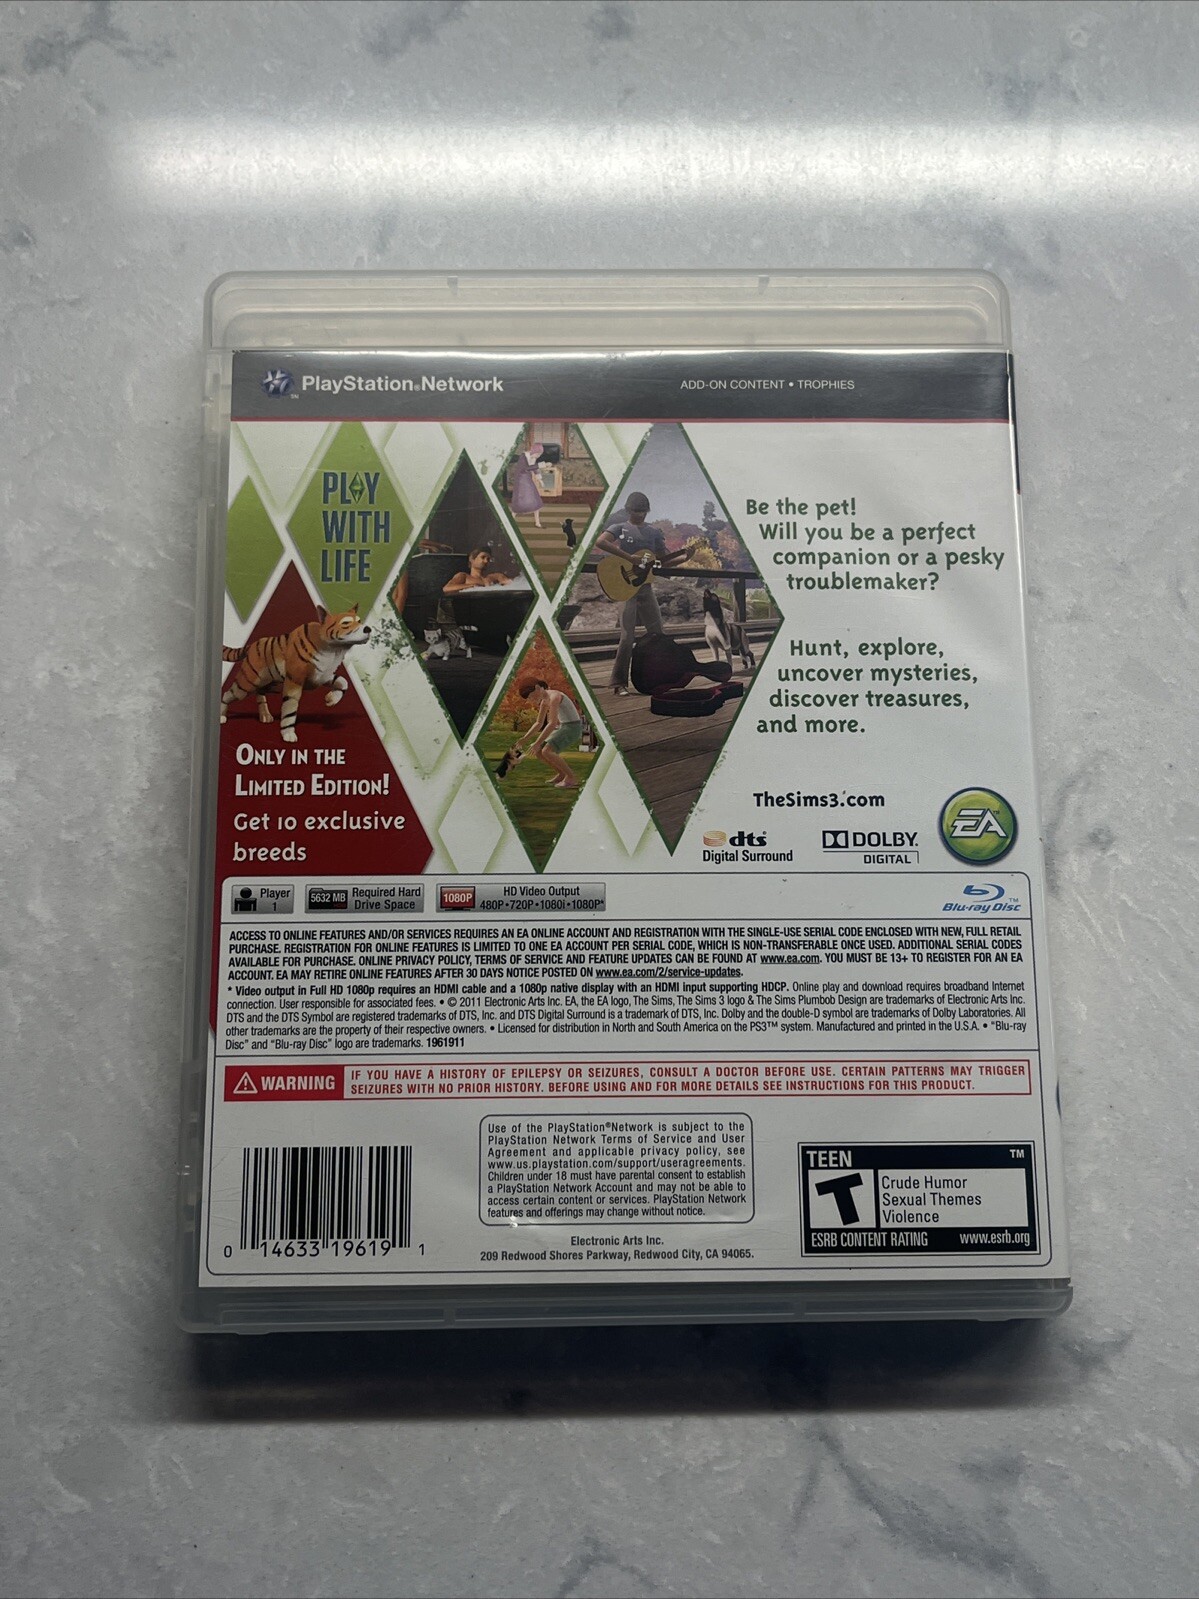 PlayStation®Network
ADD-ON CONTENT • TROPHIES
PLAY
WITH
LIFE
Be the pet!
Will you be a perfect
companion or a pesky
troublemaker?
Hunt, explore,
uncover mysteries,
discover treasures,
and more.
ONLY IN THE
LIMITED EDITION!
Get 10 exclusive
breeds
TheSims3.com
dts
Digital Surround
DOLBY
DIGITAL
EA
Player
1
5632 MB
Required Hard
Drive Space
1080P
HD Video Output
480P•720P•1080i•1080P*
Blu-ray Disc™
ACCESS TO ONLINE FEATURES AND/OR SERVICES REQUIRES AN EA ONLINE ACCOUNT AND REGISTRATION WITH THE SINGLE-USE SERIAL CODE ENCLOSED WITH NEW, FULL RETAIL
PURCHASE. REGISTRATION FOR ONLINE FEATURES IS LIMITED TO ONE EA ACCOUNT PER SERIAL CODE, WHICH IS NON-TRANSFERABLE ONCE USED. ADDITIONAL SERIAL CODES
AVAILABLE FOR PURCHASE. ONLINE PRIVACY POLICY, TERMS OF SERVICE AND FEATURE UPDATES CAN BE FOUND AT www.ea.com. YOU MUST BE 13+ TO REGISTER FOR AN EA
ACCOUNT. EA MAY RETIRE ONLINE FEATURES AFTER 30 DAYS NOTICE POSTED ON www.ea.com/2/service-updates.
* Video output in Full HD 1080p requires an HDMI cable and a 1080p native display with an HDMI input supporting HDCP. Online play and download requires broadband Internet
connection. User responsible for associated fees. • © 2011 Electronic Arts Inc. EA, the EA logo, The Sims, The Sims 3 logo & The Sims Plumbob Design are trademarks of Electronic Arts Inc.
DTS and the DTS Symbol are registered trademarks of DTS, Inc. and DTS Digital Surround is a trademark of DTS, Inc. Dolby and the double-D symbol are trademarks of Dolby Laboratories. All
other trademarks are the property of their respective owners. • Licensed for distribution in North and South America on the PS3™ system. Manufactured and printed in the U.S.A. • "Blu-ray
Disc" and "Blu-ray Disc" logo are trademarks. 1961911
WARNING
IF YOU HAVE A HISTORY OF EPILEPSY OR SEIZURES, CONSULT A DOCTOR BEFORE USE. CERTAIN PATTERNS MAY TRIGGER
SEIZURES WITH NO PRIOR HISTORY. BEFORE USING AND FOR MORE DETAILS SEE INSTRUCTIONS FOR THIS PRODUCT.
Use of the PlayStation®Network is subject to the
PlayStation Network Terms of Service and User
Agreement and applicable privacy policy, see
www.us.playstation.com/support/useragreements.
Children under 18 must have parental consent to establish
a PlayStation Network Account and may not be able to
access certain content or services. PlayStation Network
features and offerings may change without notice.
Electronic Arts Inc.
209 Redwood Shores Parkway, Redwood City, CA 94065.
0 14633 19619 1
TEEN ™
T
Crude Humor
Sexual Themes
Violence
ESRB CONTENT RATING www.esrb.org